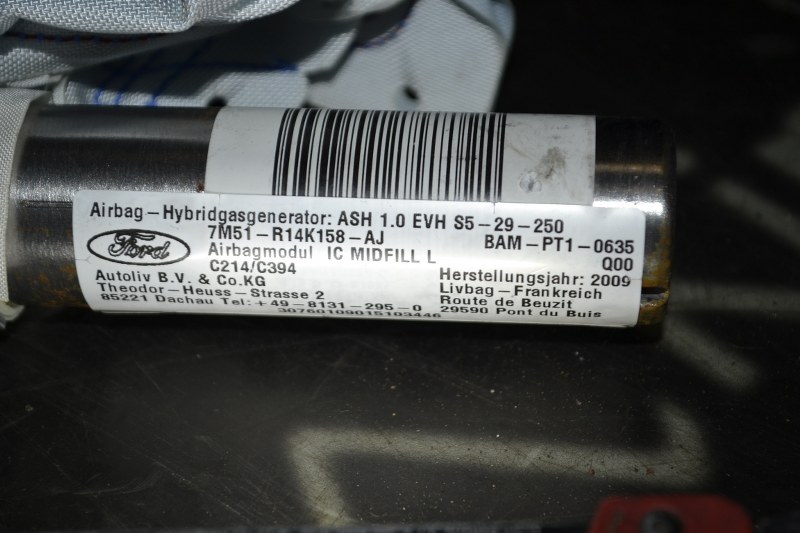 Airbag-Hybridgasgenerator: ASH 1.0 EVH S5-29-250
7M51-R14K158-AJ BAM-PT1-0635
Ford Airbagmodul IC MIDFILL L Q00
C214/C394 Herstellungsjahr: 2009
Autoliv B.V. & Co.KG Livbag-Frankreich
Theodor-Heuss-Strasse 2 Route de Beuzit
85221 Dachau Tel:+49-8131-295-0 29590 Pont du Buis
30760109015103446